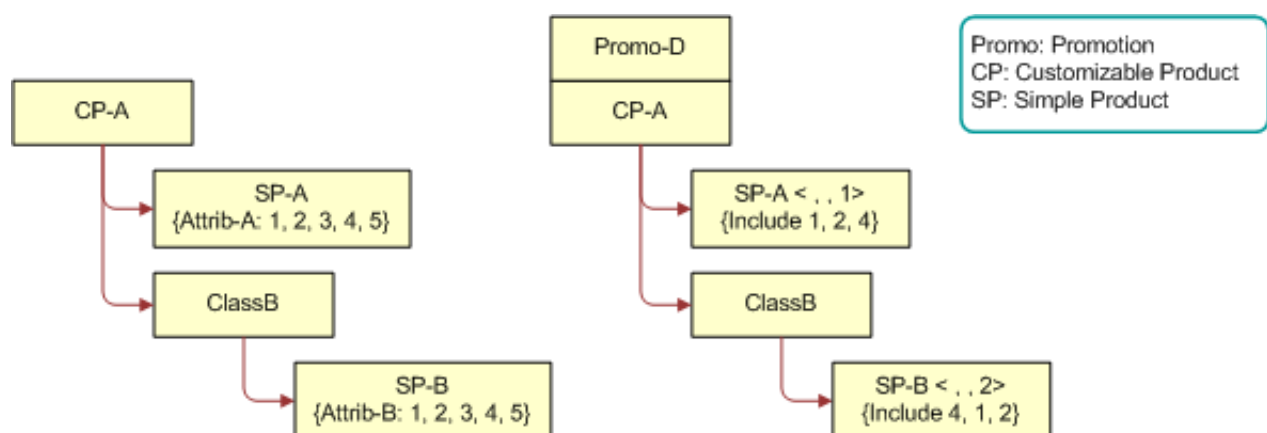 CP-A
SP-A
{Attrib-A: 1, 2, 3, 4, 5}
ClassB
SP-B
{Attrib-B: 1, 2, 3, 4, 5}
Promo-D
CP-A
SP-A < , , 1>
{Include 1, 2, 4}
ClassB
SP-B < , , 2>
{Include 4, 1, 2}
Promo: Promotion
CP: Customizable Product
SP: Simple Product